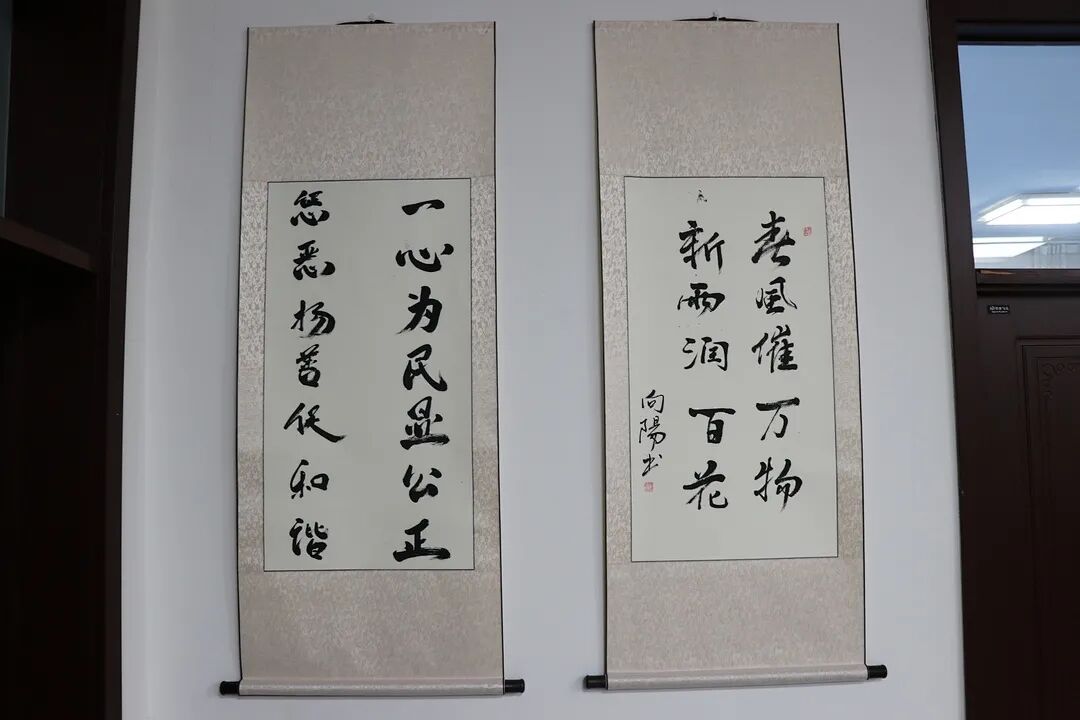 春风催万物
新雨润百花
向陽书
一心为民显公正
惩恶扬善促和谐